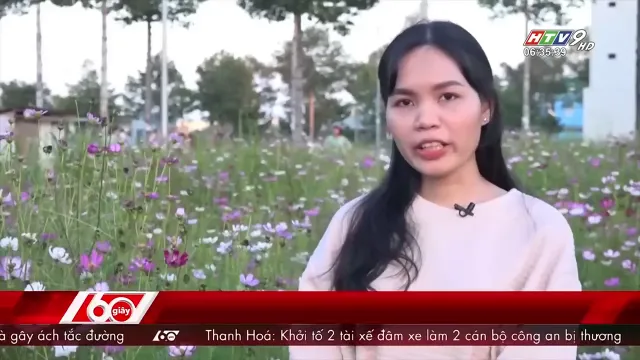 HTV9 HD
06:35:39
60 giây
à gây ách tắc đường 60 Thanh Hoá: Khởi tố 2 tài xế đâm xe làm 2 cán bộ công an bị thương